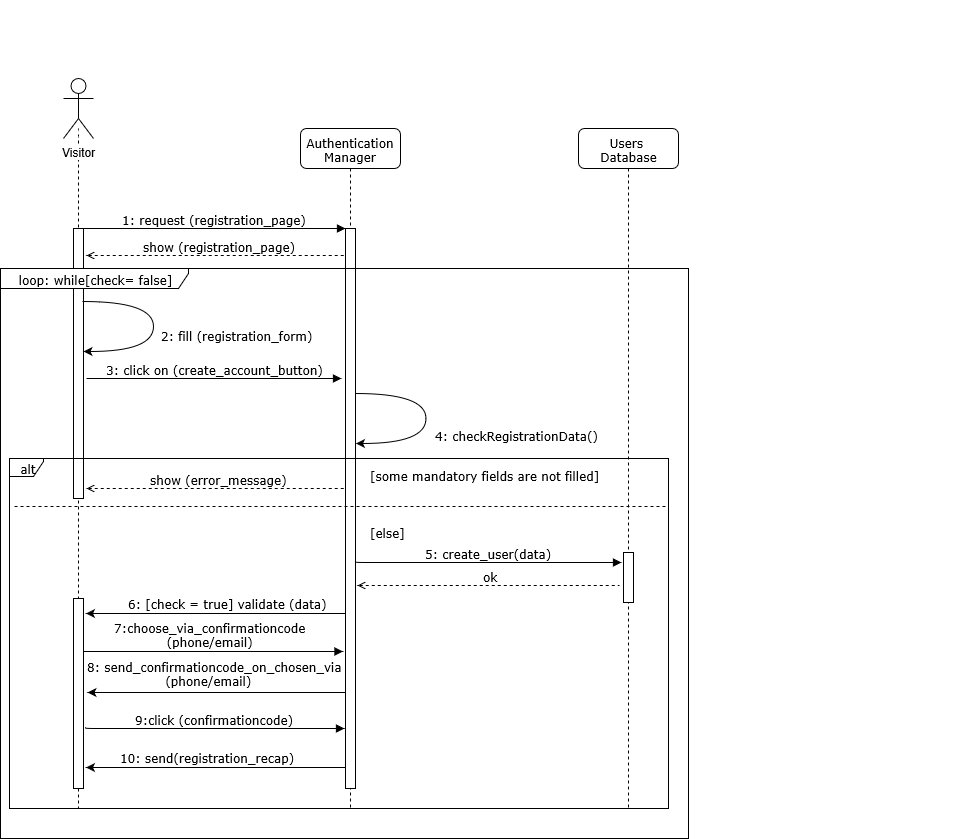 Visitor
Authentication
Manager
Users
Database
1: request (registration_page)
show (registration_page)
loop: while[check= false]
2: fill (registration_form)
3: click on (create_account_button)
4: checkRegistrationData()
alt
show (error_message)
[some mandatory fields are not filled]
[else]
5: create_user(data)
ok
6: [check = true] validate (data)
7:choose_via_confirmationcode
(phone/email)
8: send_confirmationcode_on_chosen_via
(phone/email)
9:click (confirmationcode)
10: send(registration_recap)